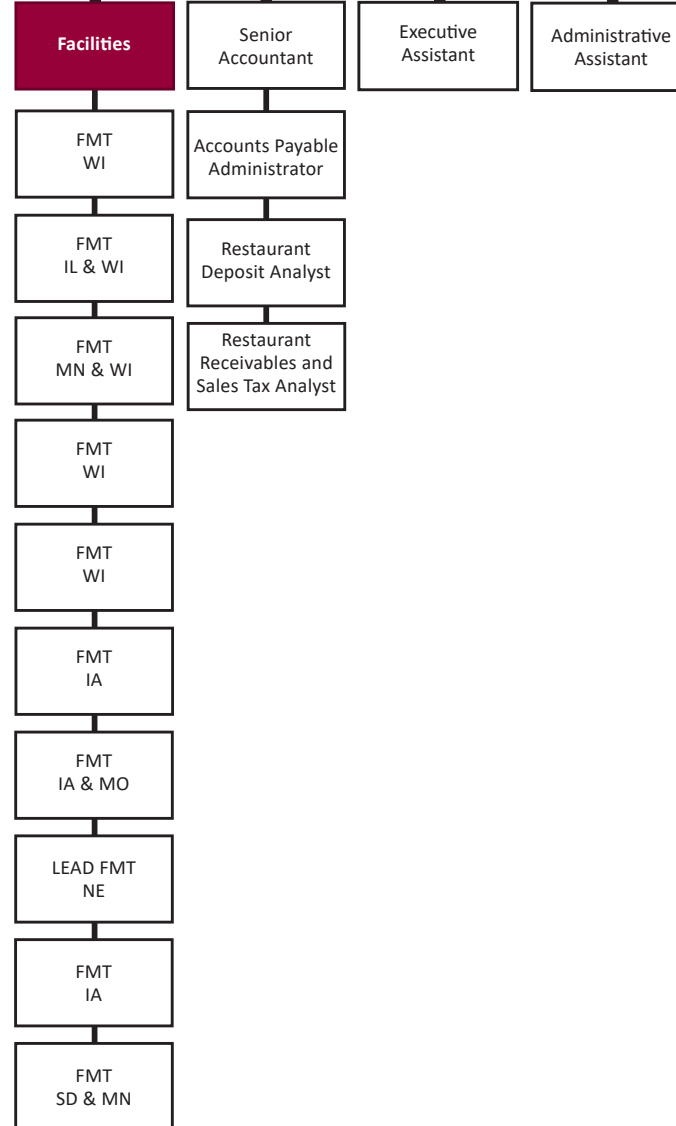 Facilities
FMT
WI
FMT
IL & WI
FMT
MN & WI
FMT
WI
FMT
WI
FMT
IA
FMT
IA & MO
LEAD FMT
NE
FMT
IA
FMT
SD & MN
Senior
Accountant
Accounts Payable
Administrator
Restaurant
Deposit Analyst
Restaurant
Receivables and
Sales Tax Analyst
Executive
Assistant
Administrative
Assistant